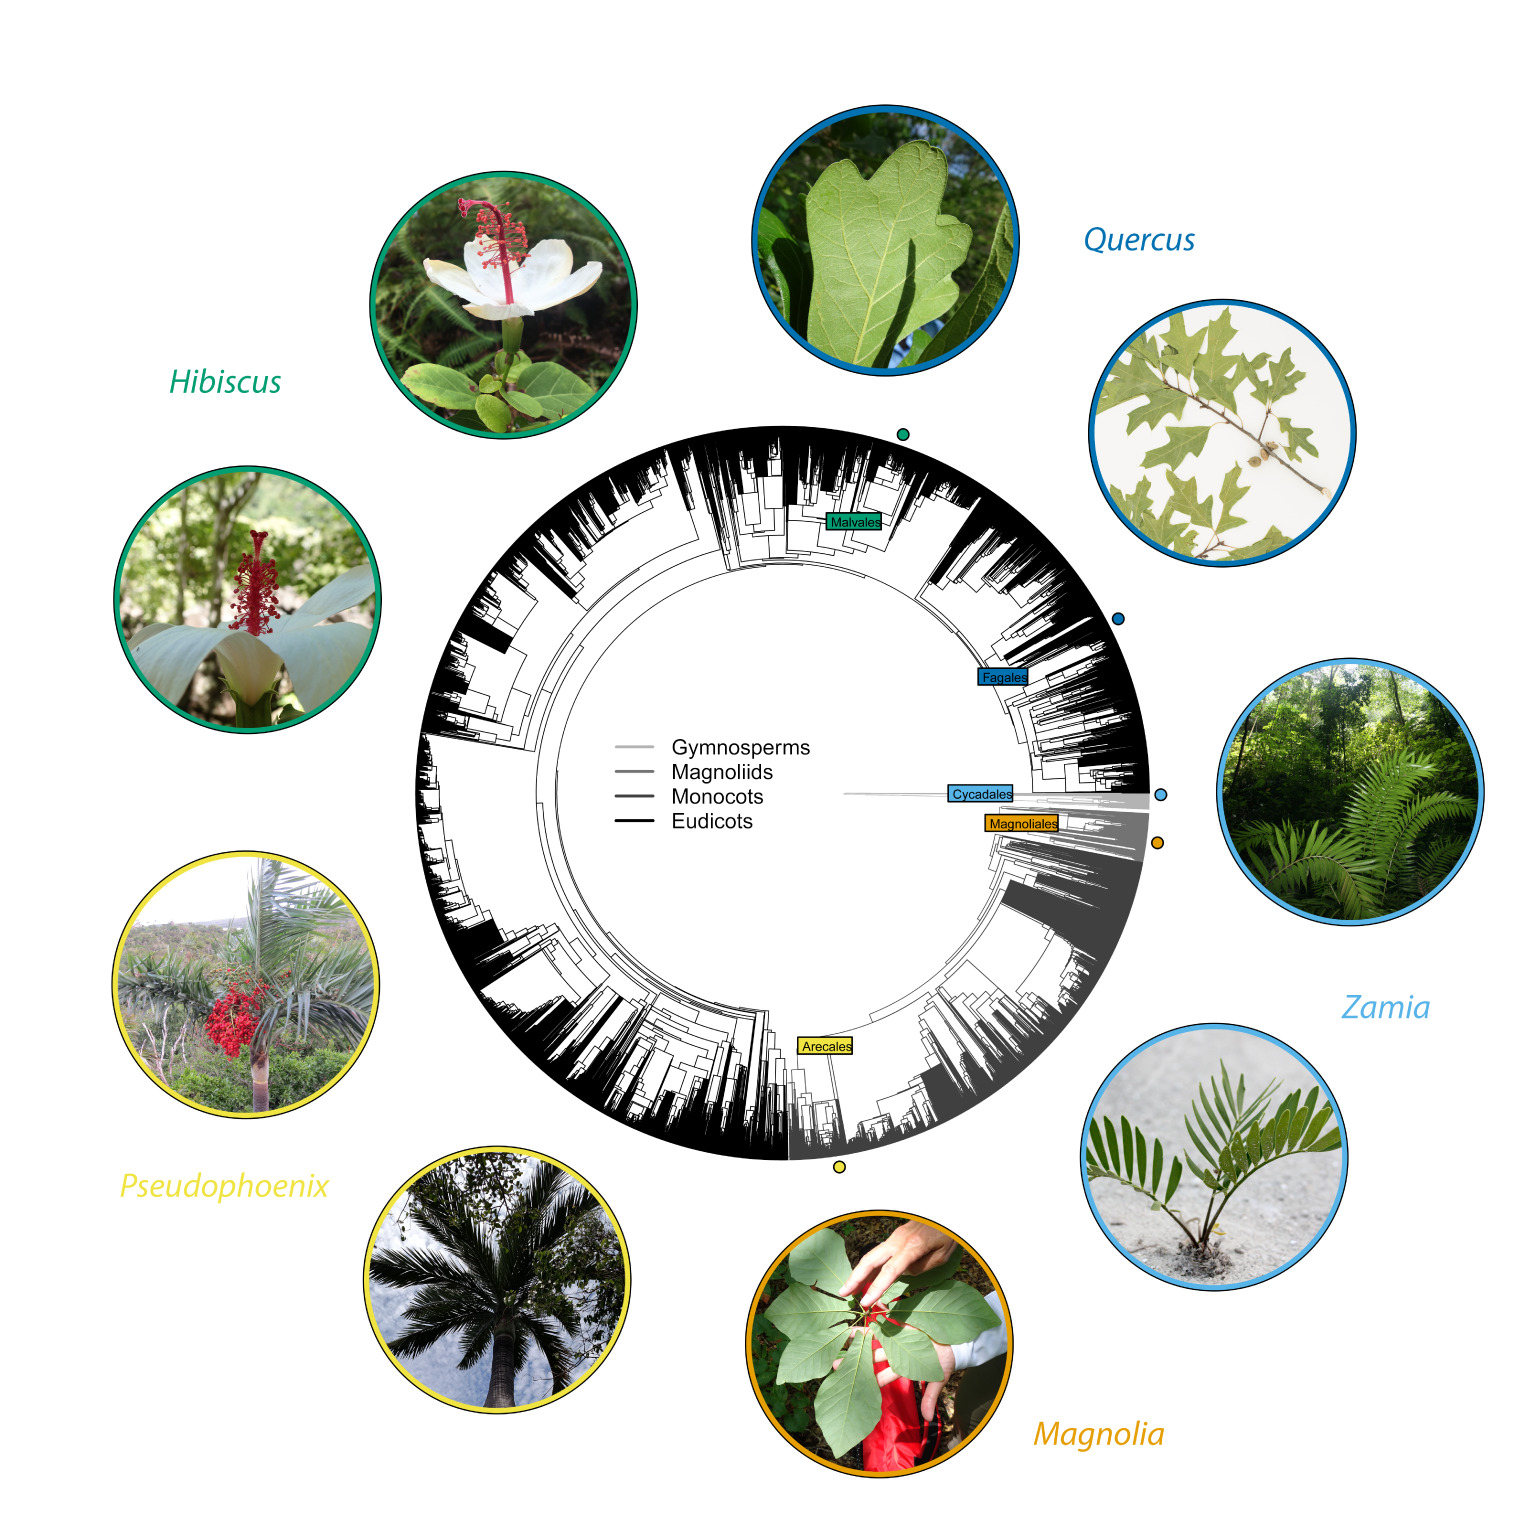 Quercus
Hibiscus
Malvales
Fagales
Gymnosperms
Magnoliids
Monocots
Eudicots
Cycadales
Magnoliales
Zamia
Arecales
Pseudophoenix
Magnolia